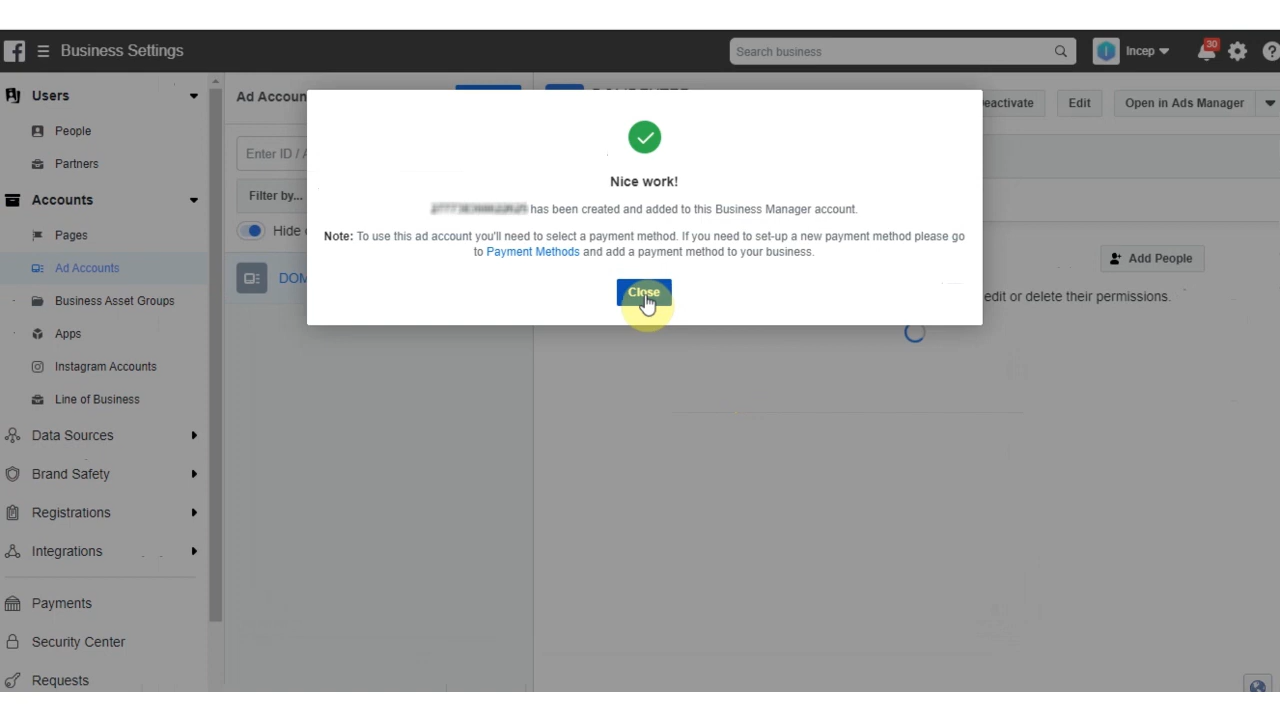 Business Settings
Search business
Incep
30
Users
People
Partners
Accounts
Pages
Ad Accounts
Business Asset Groups
Apps
Instagram Accounts
Line of Business
Data Sources
Brand Safety
Registrations
Integrations
Payments
Security Center
Requests
Ad Accoun
Enter ID /
Filter by...
Hide
DOM
eactivate
Edit
Open in Ads Manager
Add People
edit or delete their permissions.
Nice work!
has been created and added to this Business Manager account.
Note: To use this ad account you'll need to select a payment method. If you need to set-up a new payment method please go
to Payment Methods and add a payment method to your business.
Close